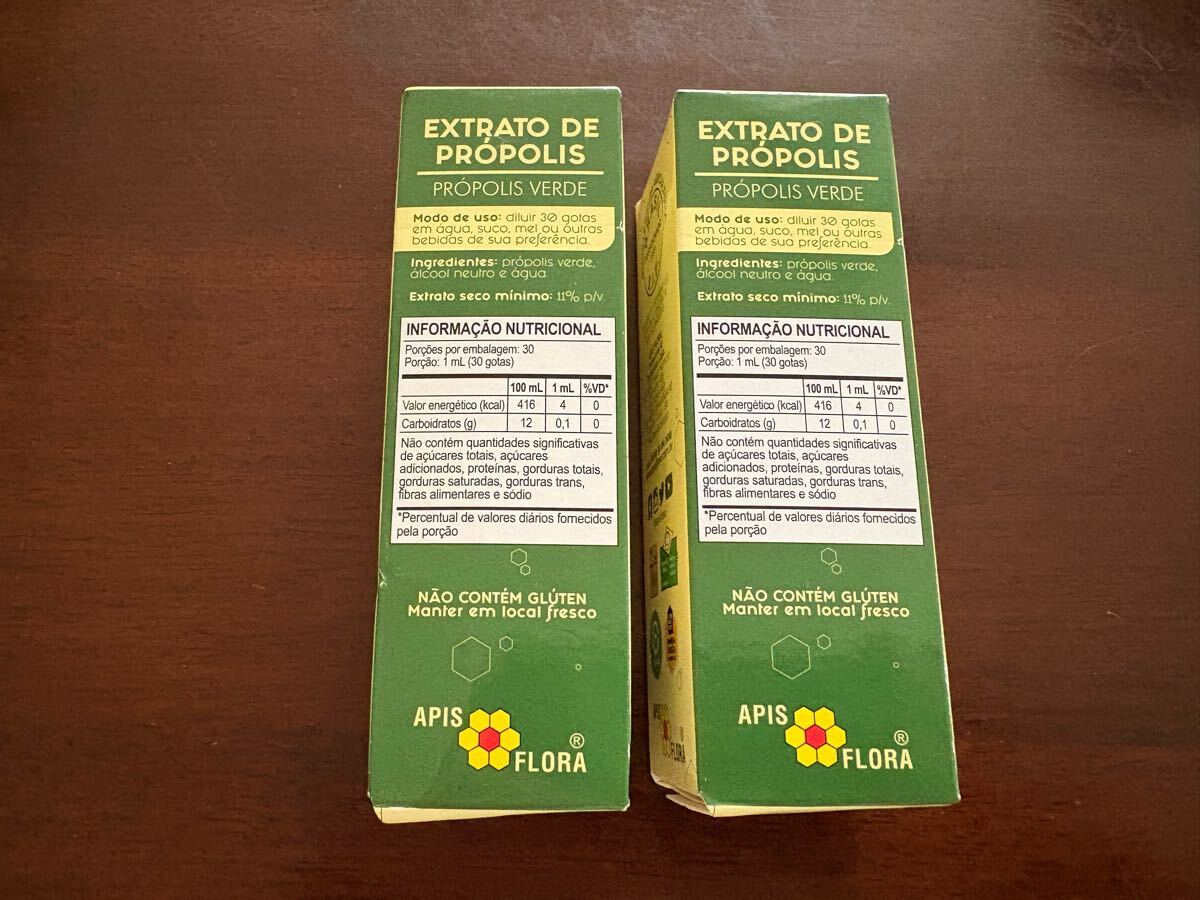 EXTRATO DE
PRÓPOLIS
PRÓPOLIS VERDE
Modo de uso: diluir 30 gotas
em água, suco, mel ou outras
bebidas de sua preferência.
Ingredientes: própolis verde,
álcool neutro e água.
Extrato seco mínimo: 11% p/v.
INFORMAÇÃO NUTRICIONAL
Porções por embalagem: 30
Porção: 1 mL (30 gotas)
100 mL 1 mL %VD*
Valor energético (kcal) 416 4 0
Carboidratos (g) 12 0,1 0
Não contém quantidades significativas
de açúcares totais, açúcares
adicionados, proteínas, gorduras totais,
gorduras saturadas, gorduras trans,
fibras alimentares e sódio
*Percentual de valores diários fornecidos
pela porção
NÃO CONTÉM GLÚTEN
Manter em local fresco
APIS
FLORA ®
EXTRATO DE
PRÓPOLIS
PRÓPOLIS VERDE
Modo de uso: diluir 30 gotas
em água, suco, mel ou outras
bebidas de sua preferência.
Ingredientes: própolis verde,
álcool neutro e água.
Extrato seco mínimo: 11% p/v.
INFORMAÇÃO NUTRICIONAL
Porções por embalagem: 30
Porção: 1 mL (30 gotas)
100 mL 1 mL %VD*
Valor energético (kcal) 416 4 0
Carboidratos (g) 12 0,1 0
Não contém quantidades significativas
de açúcares totais, açúcares
adicionados, proteínas, gorduras totais,
gorduras saturadas, gorduras trans,
fibras alimentares e sódio
*Percentual de valores diários fornecidos
pela porção
NÃO CONTÉM GLÚTEN
Manter em local fresco
APIS
FLORA ®
APIS
FLORA